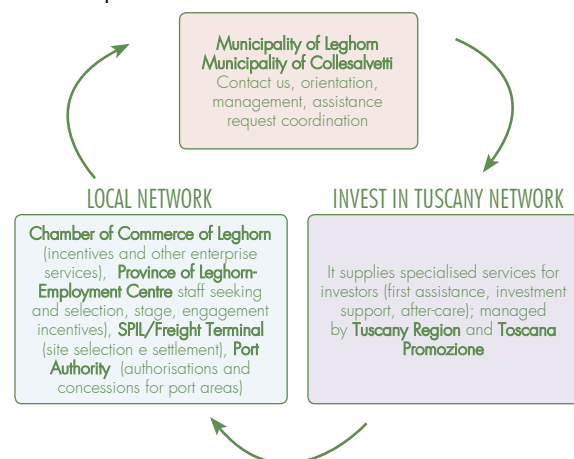 Municipality of Leghorn
Municipality of Collesalvetti
Contact us, orientation,
management, assistance
request coordination
LOCAL NETWORK
Chamber of Commerce of Leghorn
(incentives and other enterprise
services), Province of Leghorn-
Employment Centre staff seeking
and selection, stage, engagement
incentives), SPIL/Freight Terminal
(site selection e settlement), Port
Authority (authorisations and
concessions for port areas)
INVEST IN TUSCANY NETWORK
It supplies specialised services for
investors (first assistance, investment
support, after-care); managed
by Tuscany Region and Toscana
Promozione